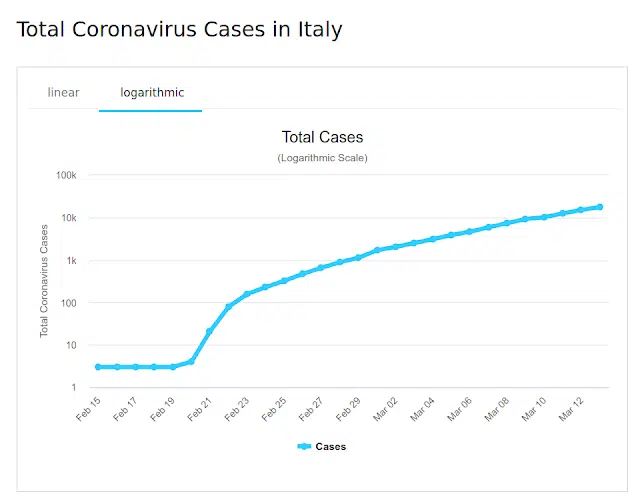 Total Coronavirus Cases in Italy
linear
logarithmic
Total Cases
(Logarithmic Scale)
Total Coronavirus Cases
100k
10k
1k
100
10
1
Feb 15
Feb 17
Feb 19
Feb 21
Feb 23
Feb 25
Feb 27
Feb 29
Mar 02
Mar 04
Mar 06
Mar 08
Mar 10
Mar 12
Cases